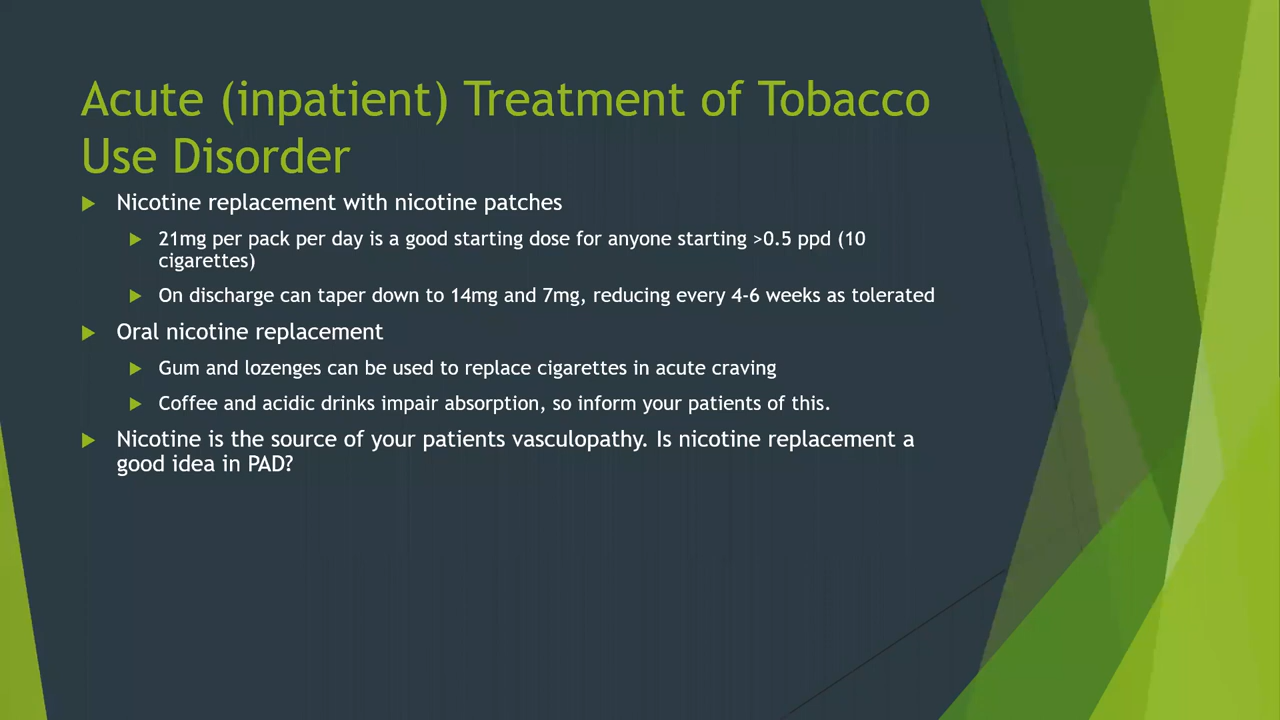 Acute (inpatient) Treatment of Tobacco
Use Disorder
Nicotine replacement with nicotine patches
21mg per pack per day is a good starting dose for anyone starting >0.5 ppd (10
cigarettes)
On discharge can taper down to 14mg and 7mg, reducing every 4-6 weeks as tolerated
Oral nicotine replacement
Gum and lozenges can be used to replace cigarettes in acute craving
Coffee and acidic drinks impair absorption, so inform your patients of this.
Nicotine is the source of your patients vasculopathy. Is nicotine replacement a
good idea in PAD?